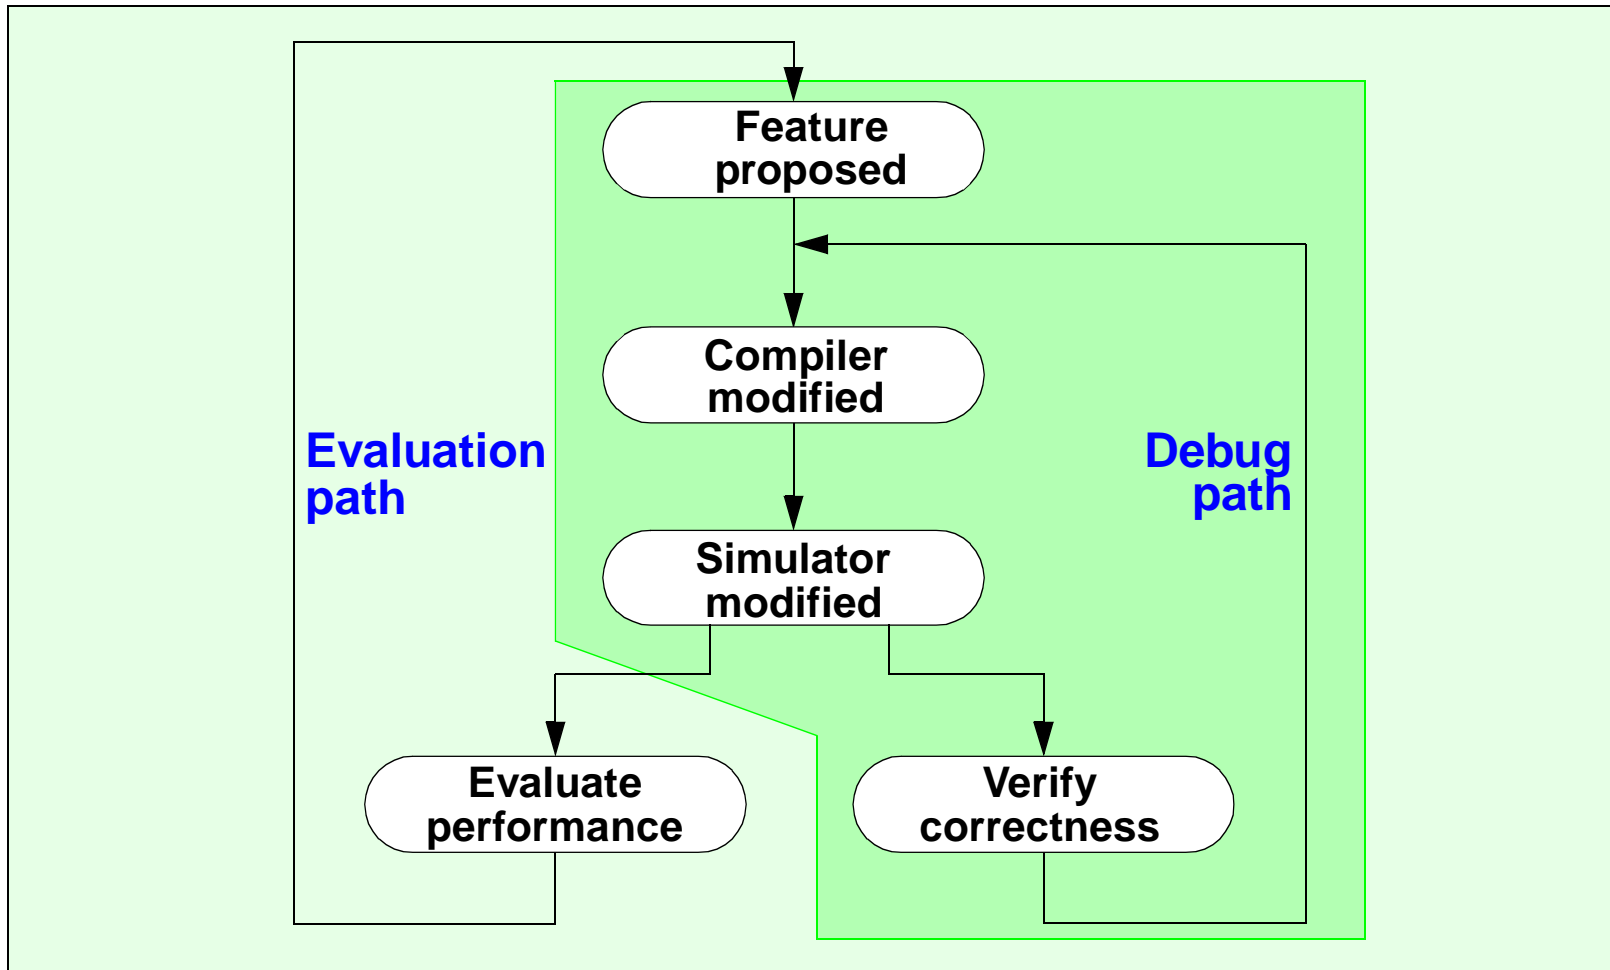 Feature
proposed
Compiler
modified
Evaluation
path
Debug
path
Simulator
modified
Evaluate
performance
Verify
correctness